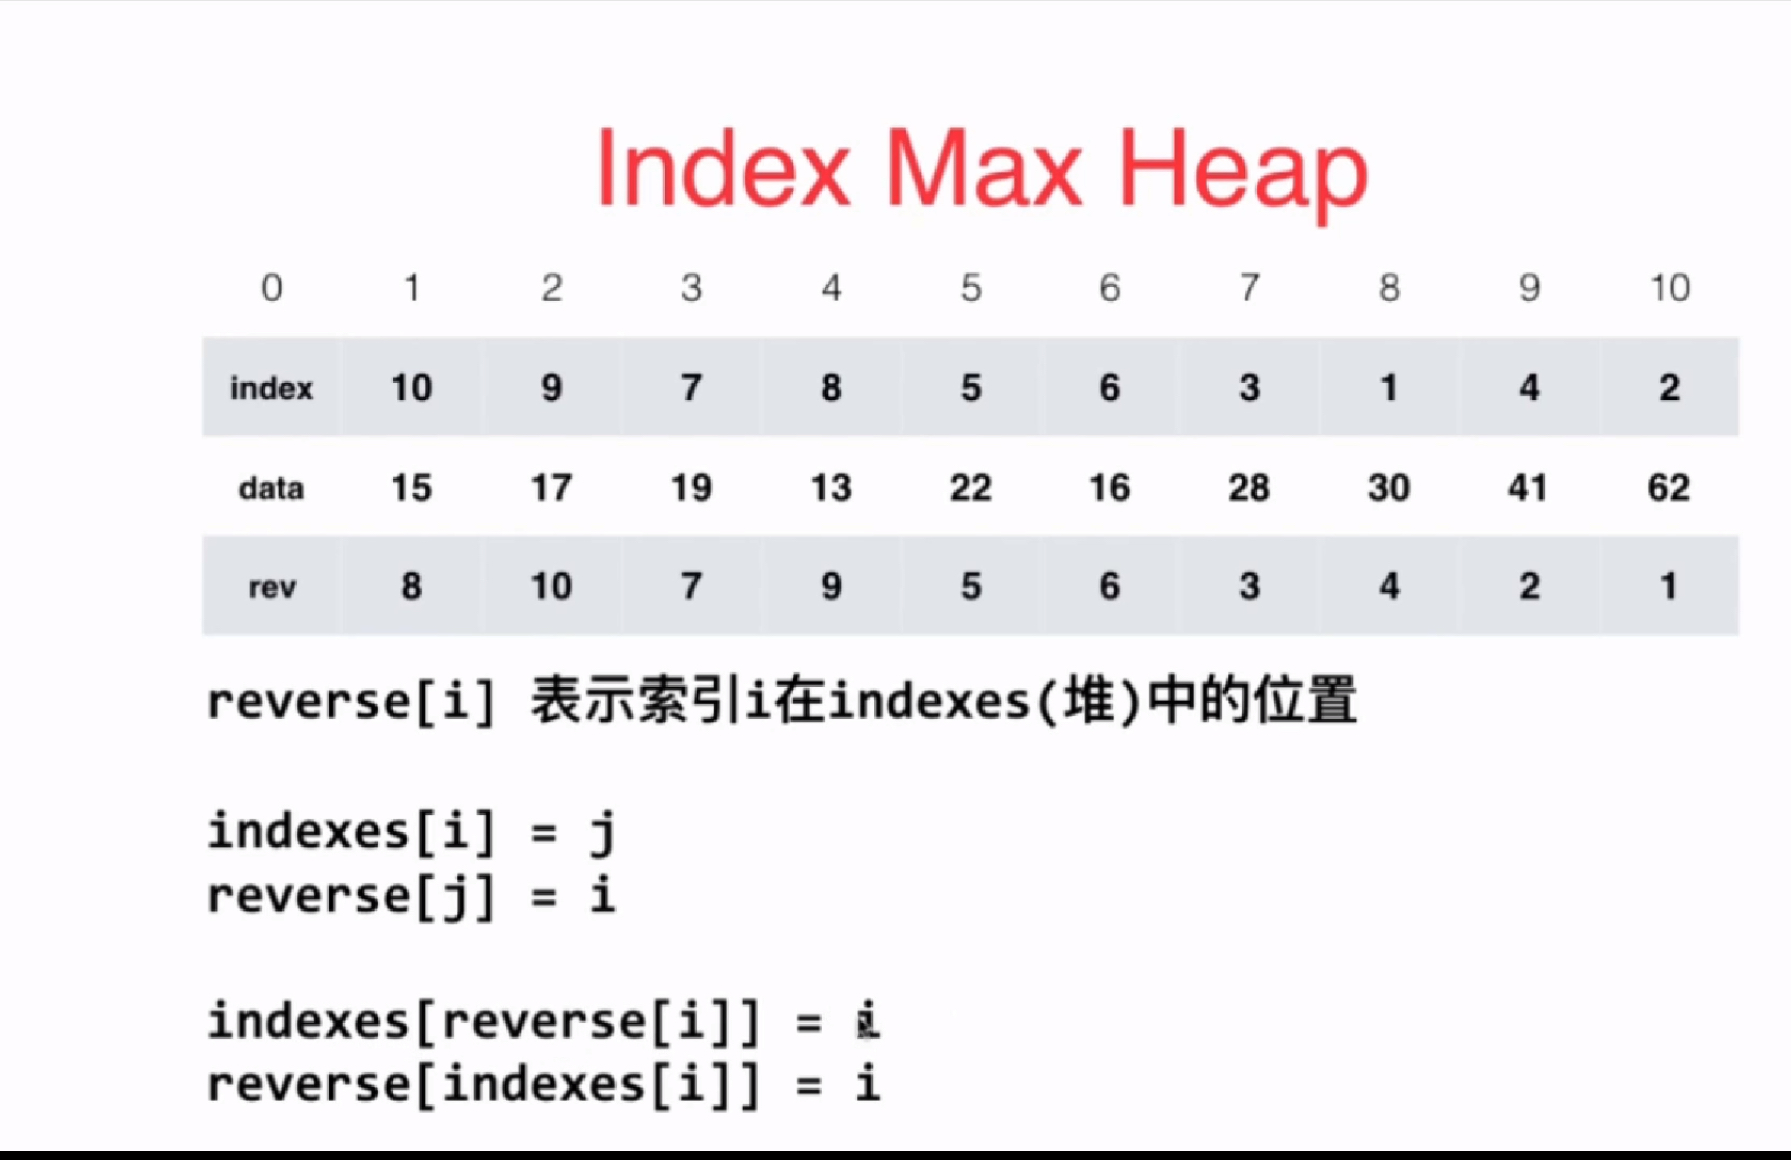 Index Max Heap
0 1 2 3 4 5 6 7 8 9 10
index 10 9 7 8 5 6 3 1 4 2
data 15 17 19 13 22 16 28 30 41 62
rev 8 10 7 9 5 6 3 4 2 1
reverse[i] 表示索引i在indexes(堆)中的位置
indexes[i] = j
reverse[j] = i
indexes[reverse[i]] = i
reverse[indexes[i]] = i